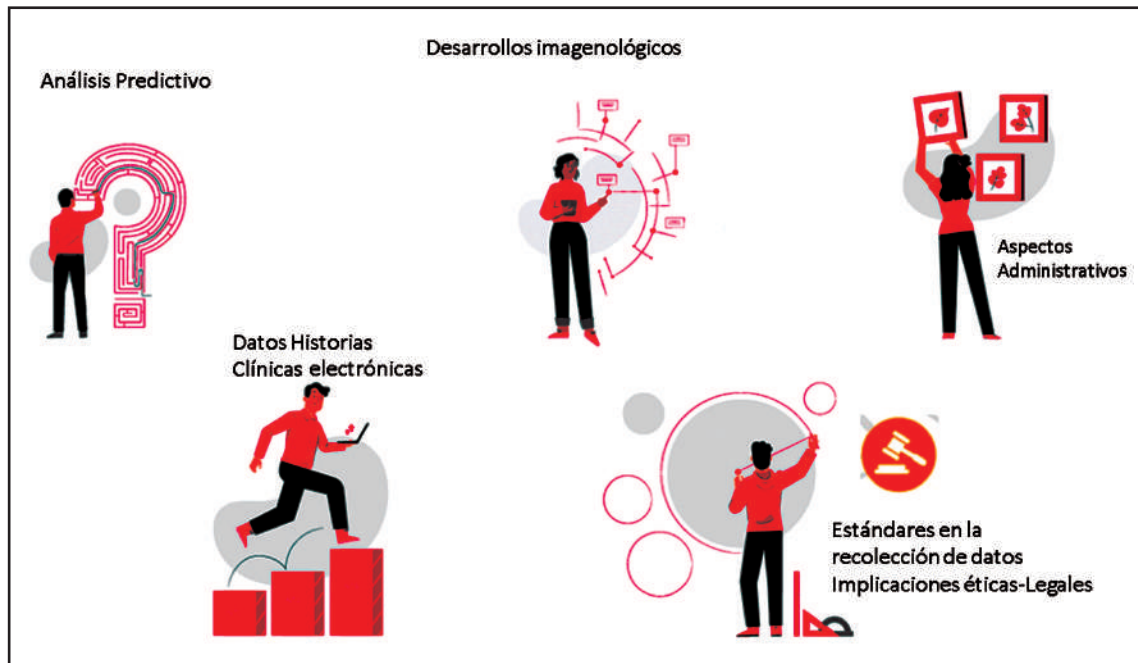 Desarrollos imagenológicos
Análisis Predictivo
Aspectos
Administrativos
Datos Historias
Clínicas electrónicas
Estándares en la
recolección de datos
Implicaciones éticas-Legales